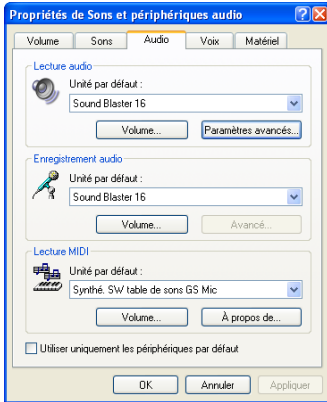 Propriétés de Sons et périphériques audio
Volume Sons Audio Voix Matériel
Lecture audio
Unité par défaut :
Sound Blaster 16
Volume... Paramètres avancés...
Enregistrement audio
Unité par défaut :
Sound Blaster 16
Volume... Avancé...
Lecture MIDI
Unité par défaut :
Synthé. SW table de sons GS Mic
Volume... À propos de...
Utiliser uniquement les périphériques par défaut
OK Annuler Appliquer